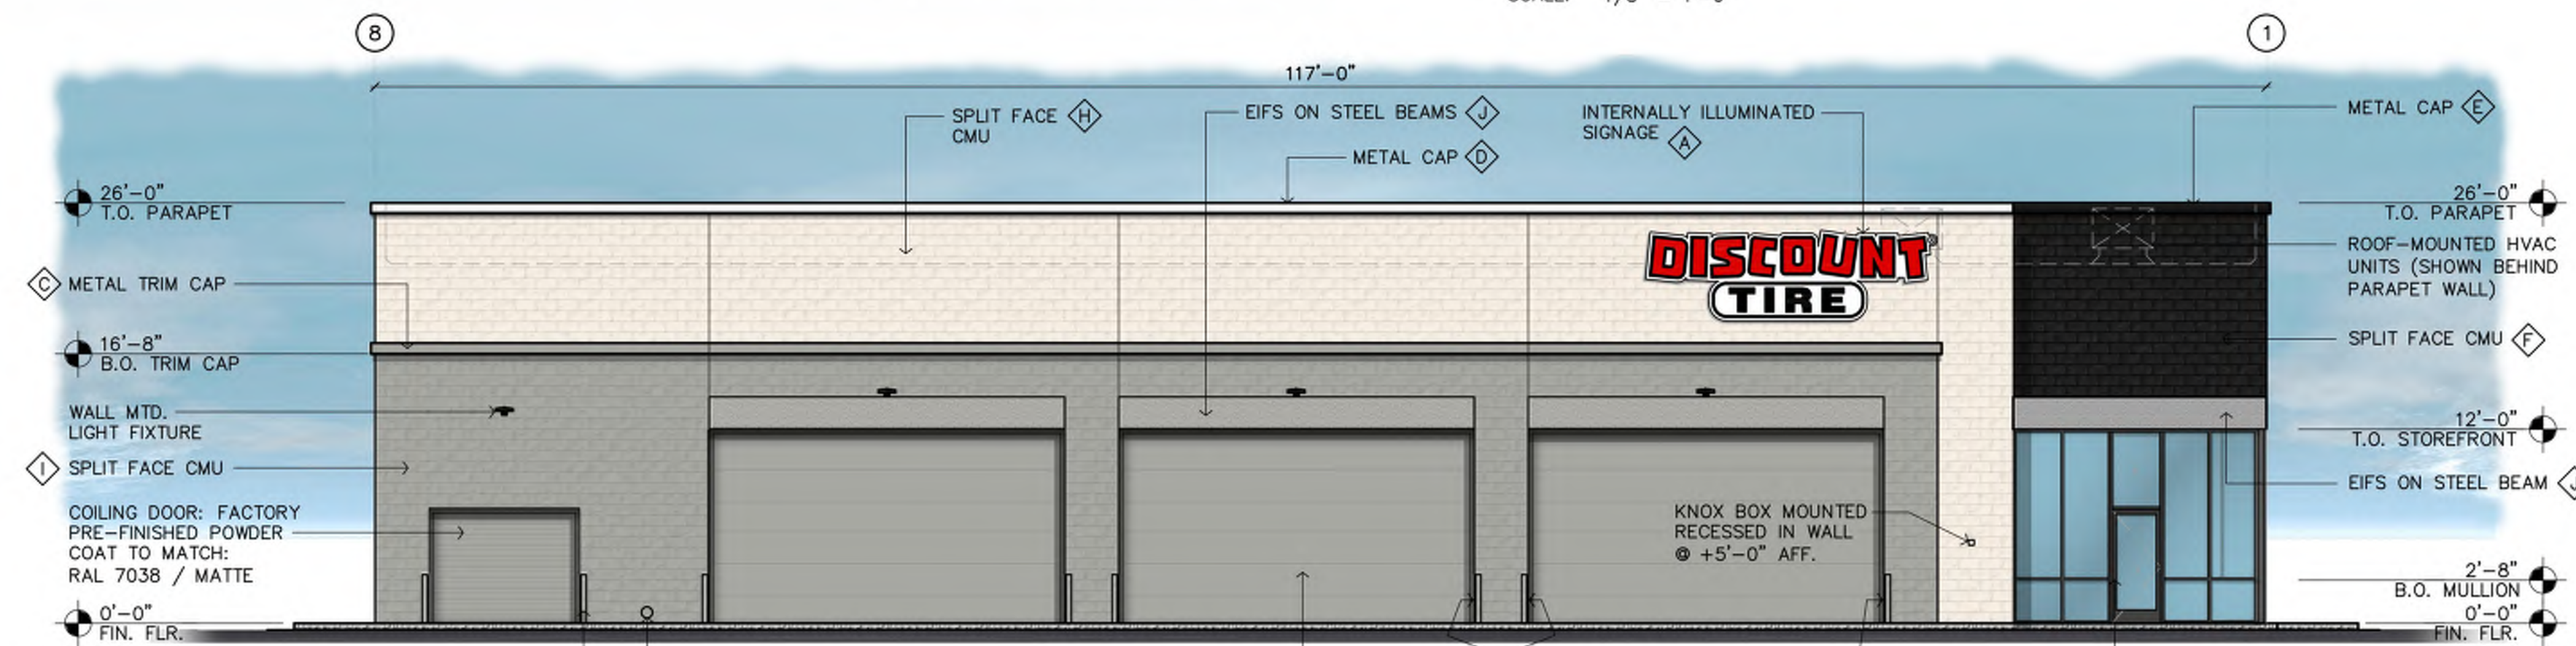 8
1
117'-0"
SPLIT FACE H
CMU
EIFS ON STEEL BEAMS J
METAL CAP D
INTERNALLY ILLUMINATED
SIGNAGE A
METAL CAP E
26'-0"
T.O. PARAPET
26'-0"
T.O. PARAPET
DISCOUNT®
TIRE
C METAL TRIM CAP
ROOF-MOUNTED HVAC
UNITS (SHOWN BEHIND
PARAPET WALL)
16'-8"
B.O. TRIM CAP
SPLIT FACE CMU F
WALL MTD.
LIGHT FIXTURE
12'-0"
T.O. STOREFRONT
I SPLIT FACE CMU
EIFS ON STEEL BEAM
COILING DOOR: FACTORY
PRE-FINISHED POWDER
COAT TO MATCH:
RAL 7038 / MATTE
KNOX BOX MOUNTED
RECESSED IN WALL
@ +5'-0" AFF.
2'-8"
B.O. MULLION
0'-0"
FIN. FLR.
0'-0"
FIN. FLR.